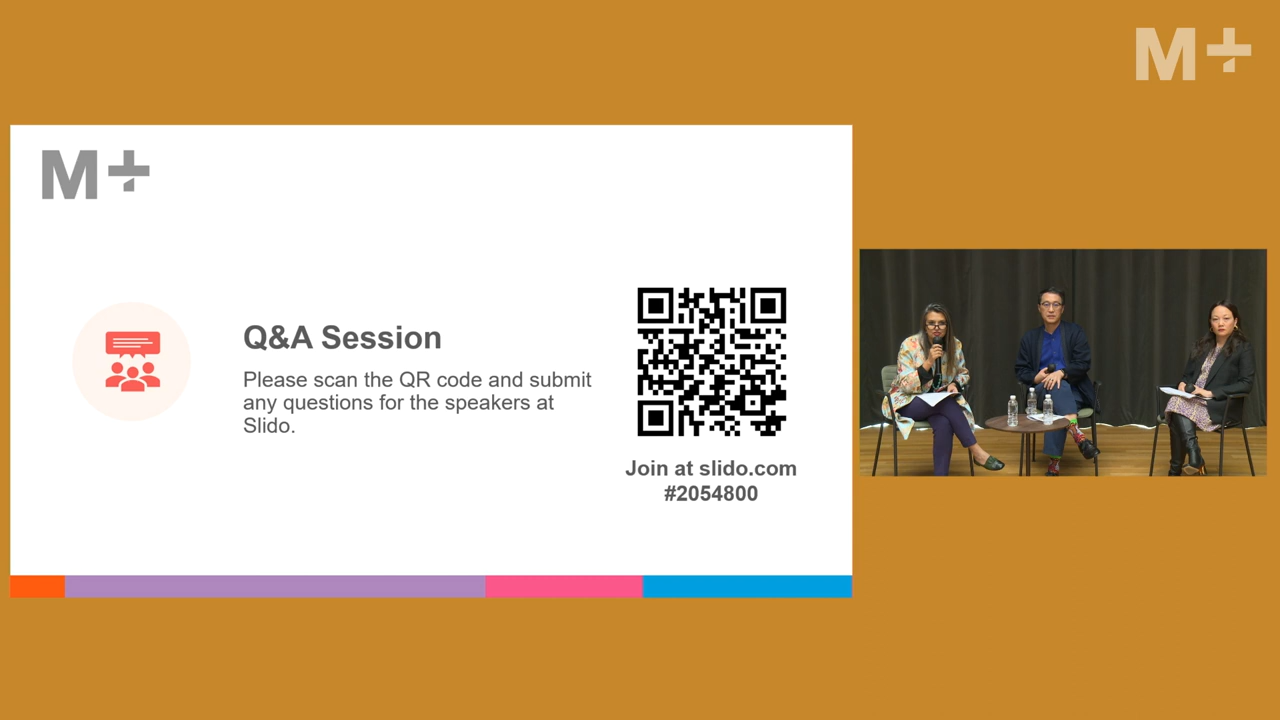 M+
M+
Q&A Session
Please scan the QR code and submit
any questions for the speakers at
Slido.
Join at slido.com
#2054800